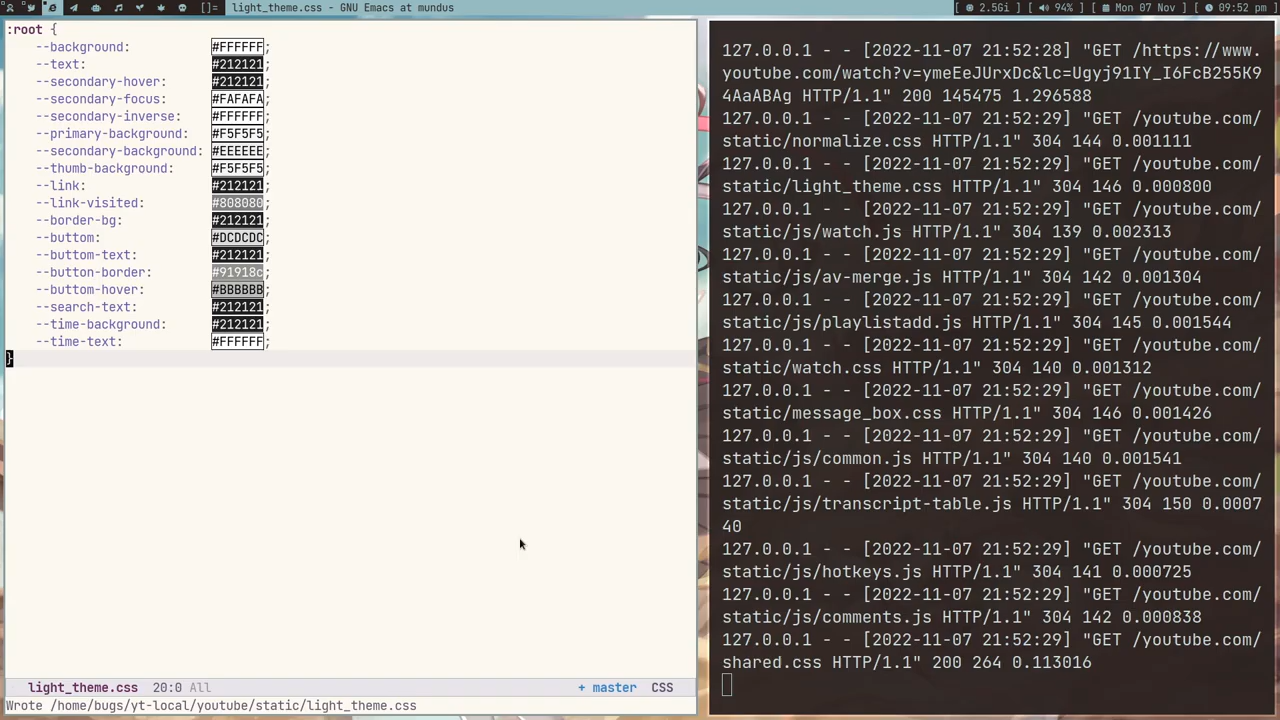 []= light_theme.css - GNU Emacs at mundus
2.5Gi 94% Mon 07 Nov 09:52 pm
:root {
--background: #FFFFFF;
--text: #212121;
--secondary-hover: #212121;
--secondary-focus: #FAFAFA;
--secondary-inverse: #FFFFFF;
--primary-background: #F5F5F5;
--secondary-background: #EEEEEE;
--thumb-background: #F5F5F5;
--link: #212121;
--link-visited: #808080;
--border-bg: #212121;
--buttom: #DCDCDC;
--buttom-text: #212121;
--button-border: #91918c;
--buttom-hover: #BBBBBB;
--search-text: #212121;
--time-background: #212121;
--time-text: #FFFFFF;
}
light_theme.css 20:0 All + master CSS
Wrote /home/bugs/yt-local/youtube/static/light_theme.css
127.0.0.1 - - [2022-11-07 21:52:28] "GET /https://www.
youtube.com/watch?v=ymeEeJUrxDc&lc=Ugyj91IY_I6FcB255K9
4AaABAg HTTP/1.1" 200 145475 1.296588
127.0.0.1 - - [2022-11-07 21:52:29] "GET /youtube.com/
static/normalize.css HTTP/1.1" 304 144 0.001111
127.0.0.1 - - [2022-11-07 21:52:29] "GET /youtube.com/
static/light_theme.css HTTP/1.1" 304 146 0.000800
127.0.0.1 - - [2022-11-07 21:52:29] "GET /youtube.com/
static/js/watch.js HTTP/1.1" 304 139 0.002313
127.0.0.1 - - [2022-11-07 21:52:29] "GET /youtube.com/
static/js/av-merge.js HTTP/1.1" 304 142 0.001304
127.0.0.1 - - [2022-11-07 21:52:29] "GET /youtube.com/
static/js/playlistadd.js HTTP/1.1" 304 145 0.001544
127.0.0.1 - - [2022-11-07 21:52:29] "GET /youtube.com/
static/watch.css HTTP/1.1" 304 140 0.001312
127.0.0.1 - - [2022-11-07 21:52:29] "GET /youtube.com/
static/message_box.css HTTP/1.1" 304 146 0.001426
127.0.0.1 - - [2022-11-07 21:52:29] "GET /youtube.com/
static/js/common.js HTTP/1.1" 304 140 0.001541
127.0.0.1 - - [2022-11-07 21:52:29] "GET /youtube.com/
static/js/transcript-table.js HTTP/1.1" 304 150 0.0007
40
127.0.0.1 - - [2022-11-07 21:52:29] "GET /youtube.com/
static/js/hotkeys.js HTTP/1.1" 304 141 0.000725
127.0.0.1 - - [2022-11-07 21:52:29] "GET /youtube.com/
static/js/comments.js HTTP/1.1" 304 142 0.000838
127.0.0.1 - - [2022-11-07 21:52:29] "GET /youtube.com/
shared.css HTTP/1.1" 200 264 0.113016